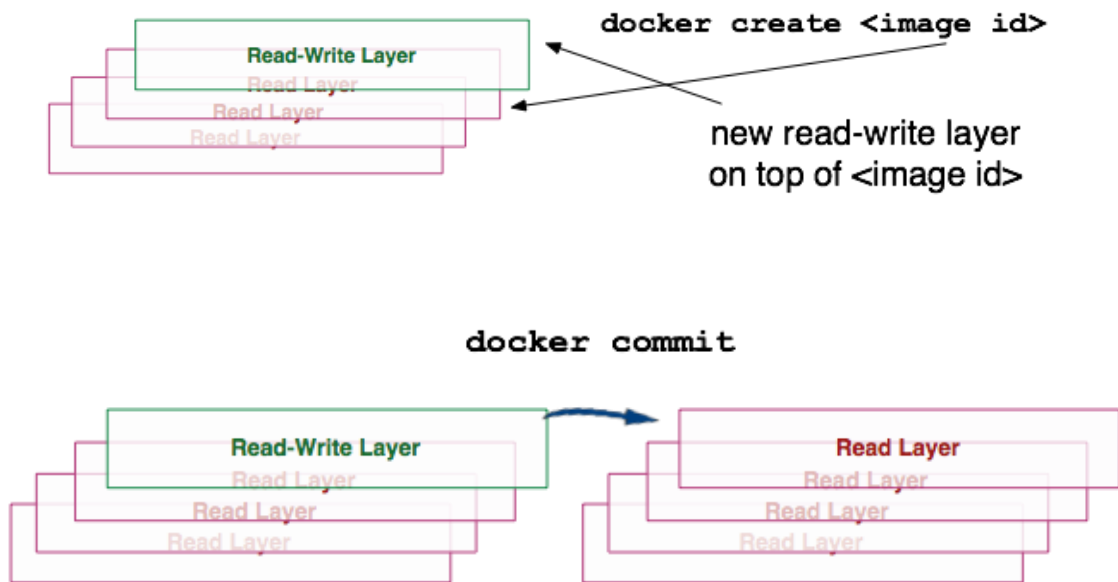 docker create <image id>
Read-Write Layer
Read Layer
Read Layer
Read Layer
new read-write layer
on top of <image id>
docker commit
Read-Write Layer
Read Layer
Read Layer
Read Layer
Read Layer
Read Layer
Read Layer
Read Layer